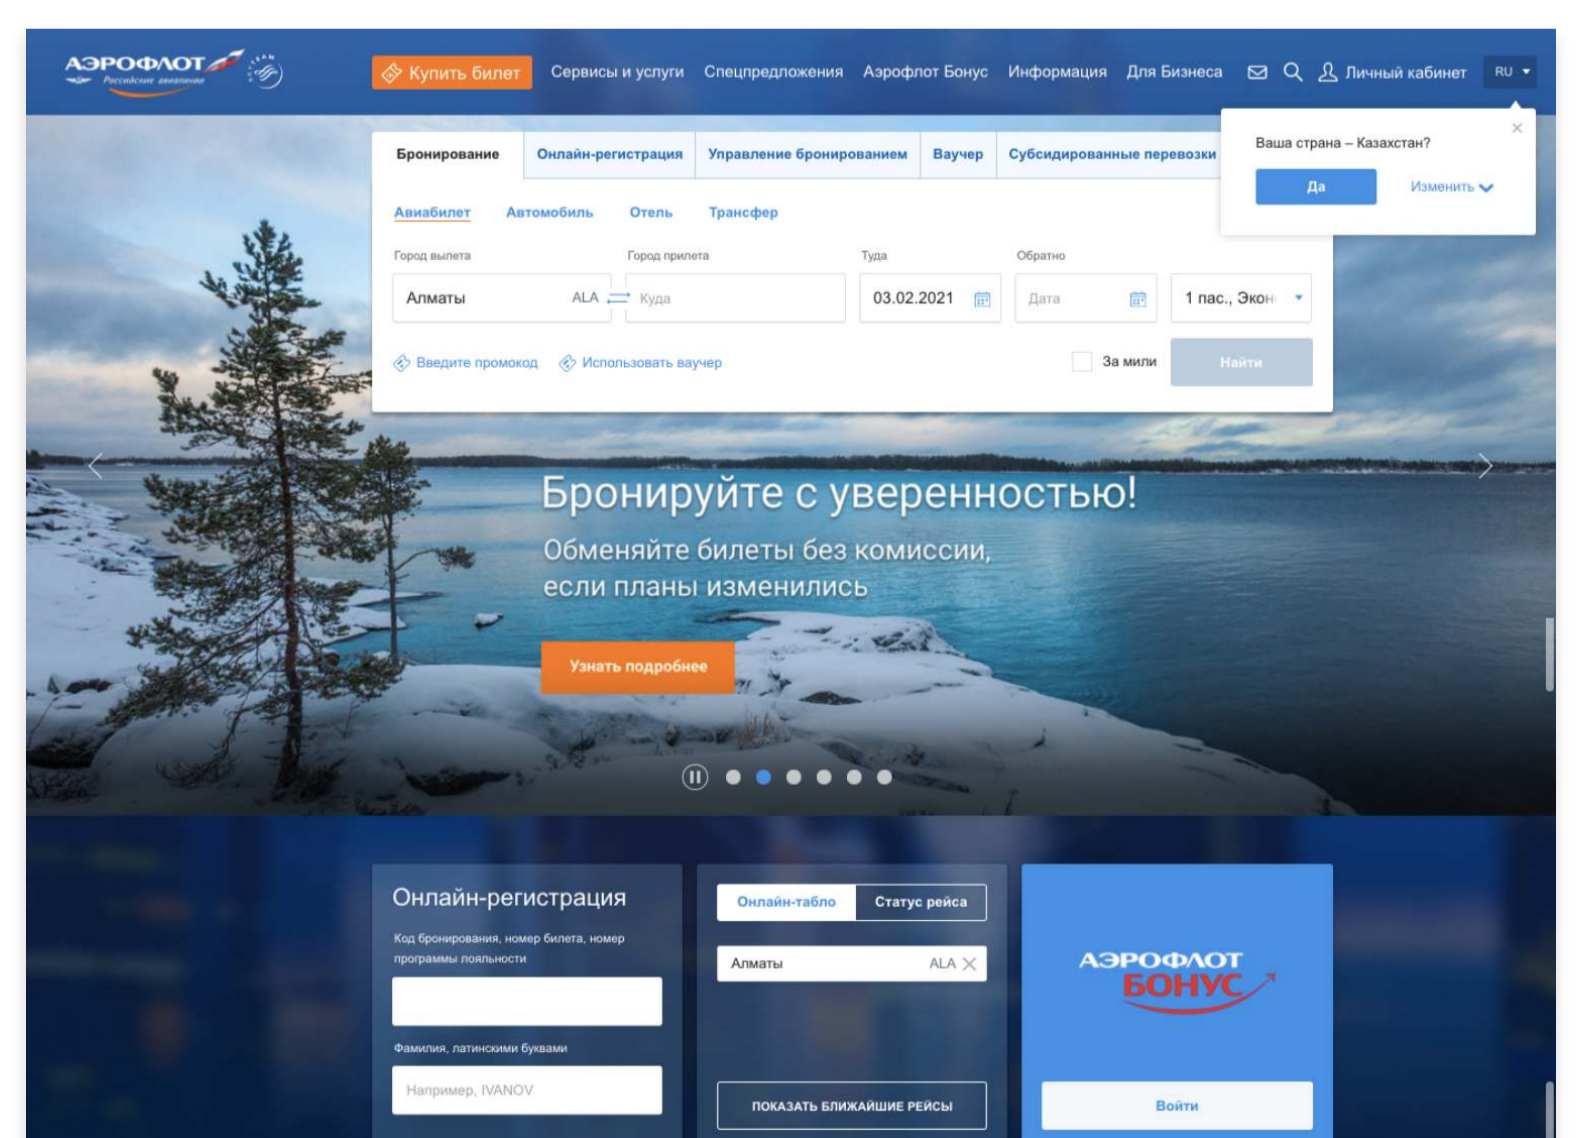 АЭРОФЛОТ
Российские авиалинии
Купить билет
Сервисы и услуги
Спецпредложения
Аэрофлот Бонус
Информация
Для Бизнеса
Личный кабинет
RU
Ваша страна – Казахстан?
Да
Изменить
Бронирование
Онлайн-регистрация
Управление бронированием
Ваучер
Субсидированные перевозки
Авиабилет
Автомобиль
Отель
Трансфер
Город вылета
Город прилета
Туда
Обратно
Алматы ALA
Куда
03.02.2021
Дата
1 пас., Экон
Введите промокод
Использовать ваучер
За мили
Найти
Бронируйте с уверенностью!
Обменяйте билеты без комиссии,
если планы изменились
Узнать подробнее
Онлайн-регистрация
Код бронирования, номер билета, номер
программы лояльности
Фамилия, латинскими буквами
Например, IVANOV
Онлайн-табло
Статус рейса
Алматы ALA
ПОКАЗАТЬ БЛИЖАЙШИЕ РЕЙСЫ
АЭРОФЛОТ
БОНУС
Войти